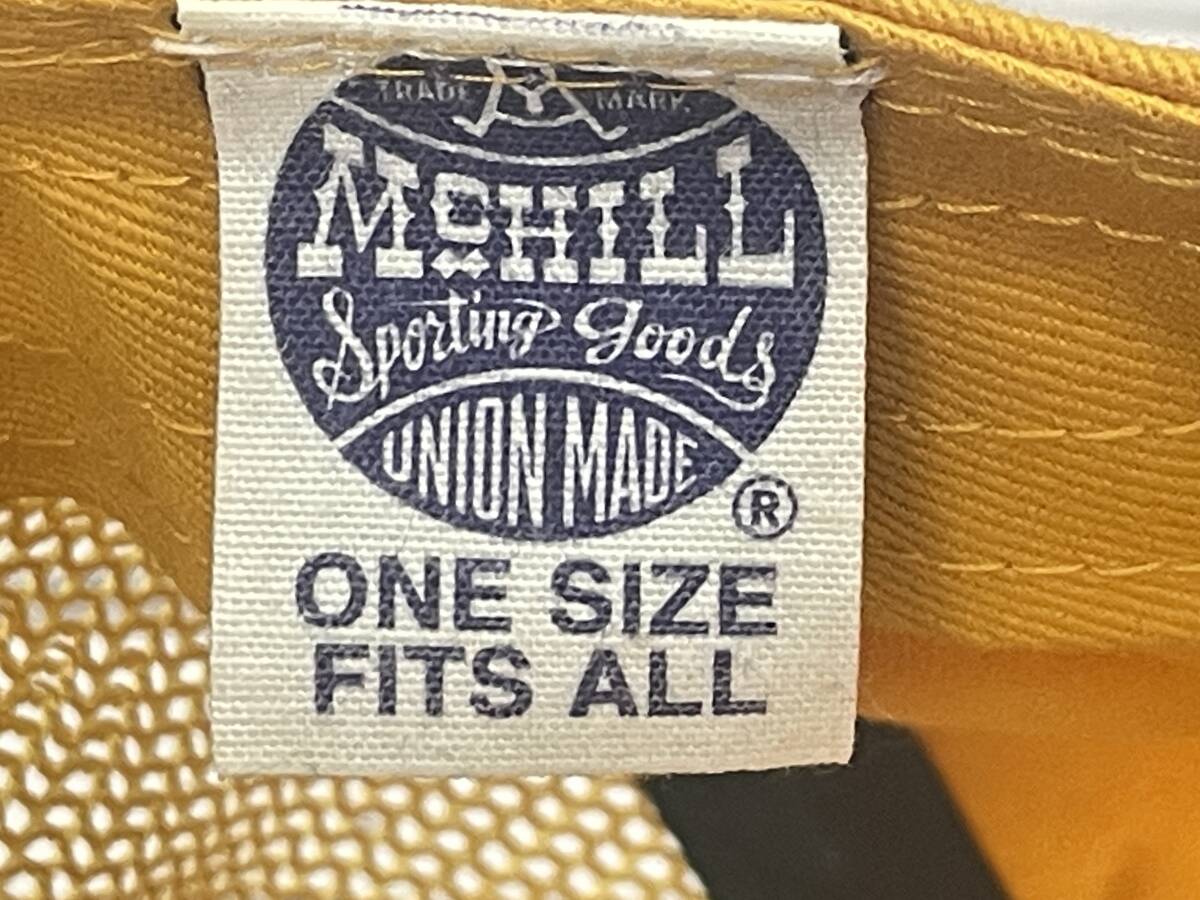 TRADE MARK
McHILL
Sporting Goods
UNION MADE
®
ONE SIZE
FITS ALL